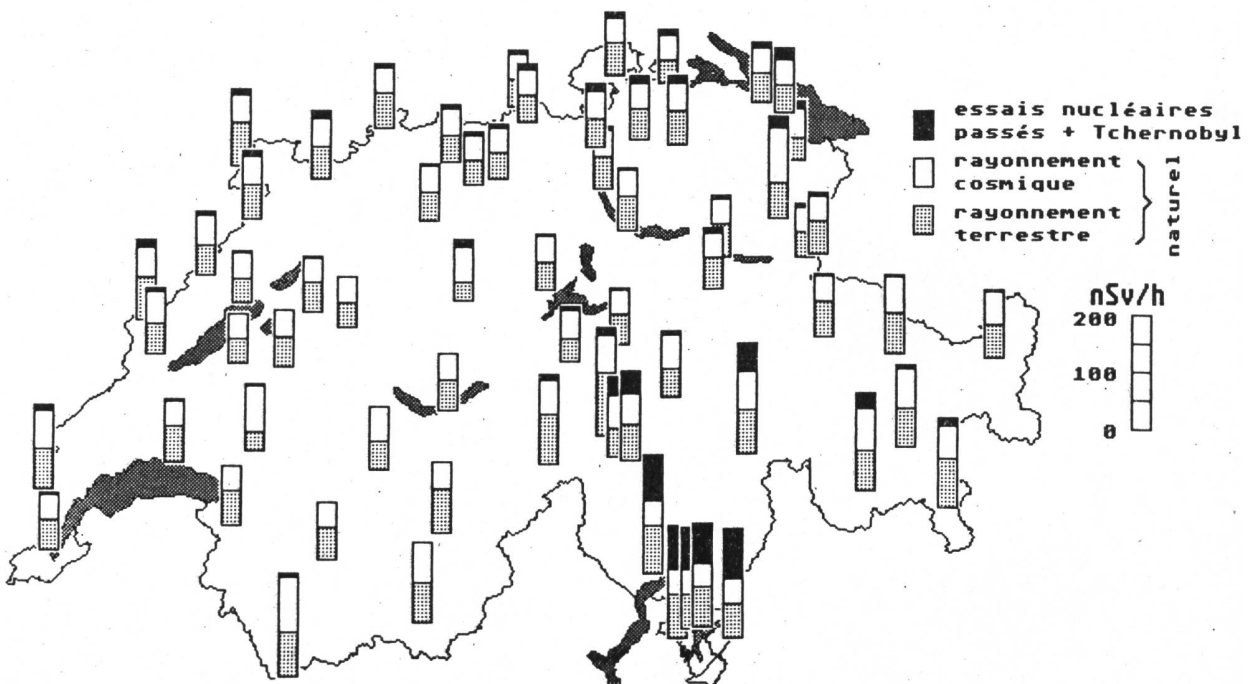 essais nucléaires
passés + Tchernobyl
rayonnement
cosmique
rayonnement
terrestre
naturel
nSv/h
200
100
0